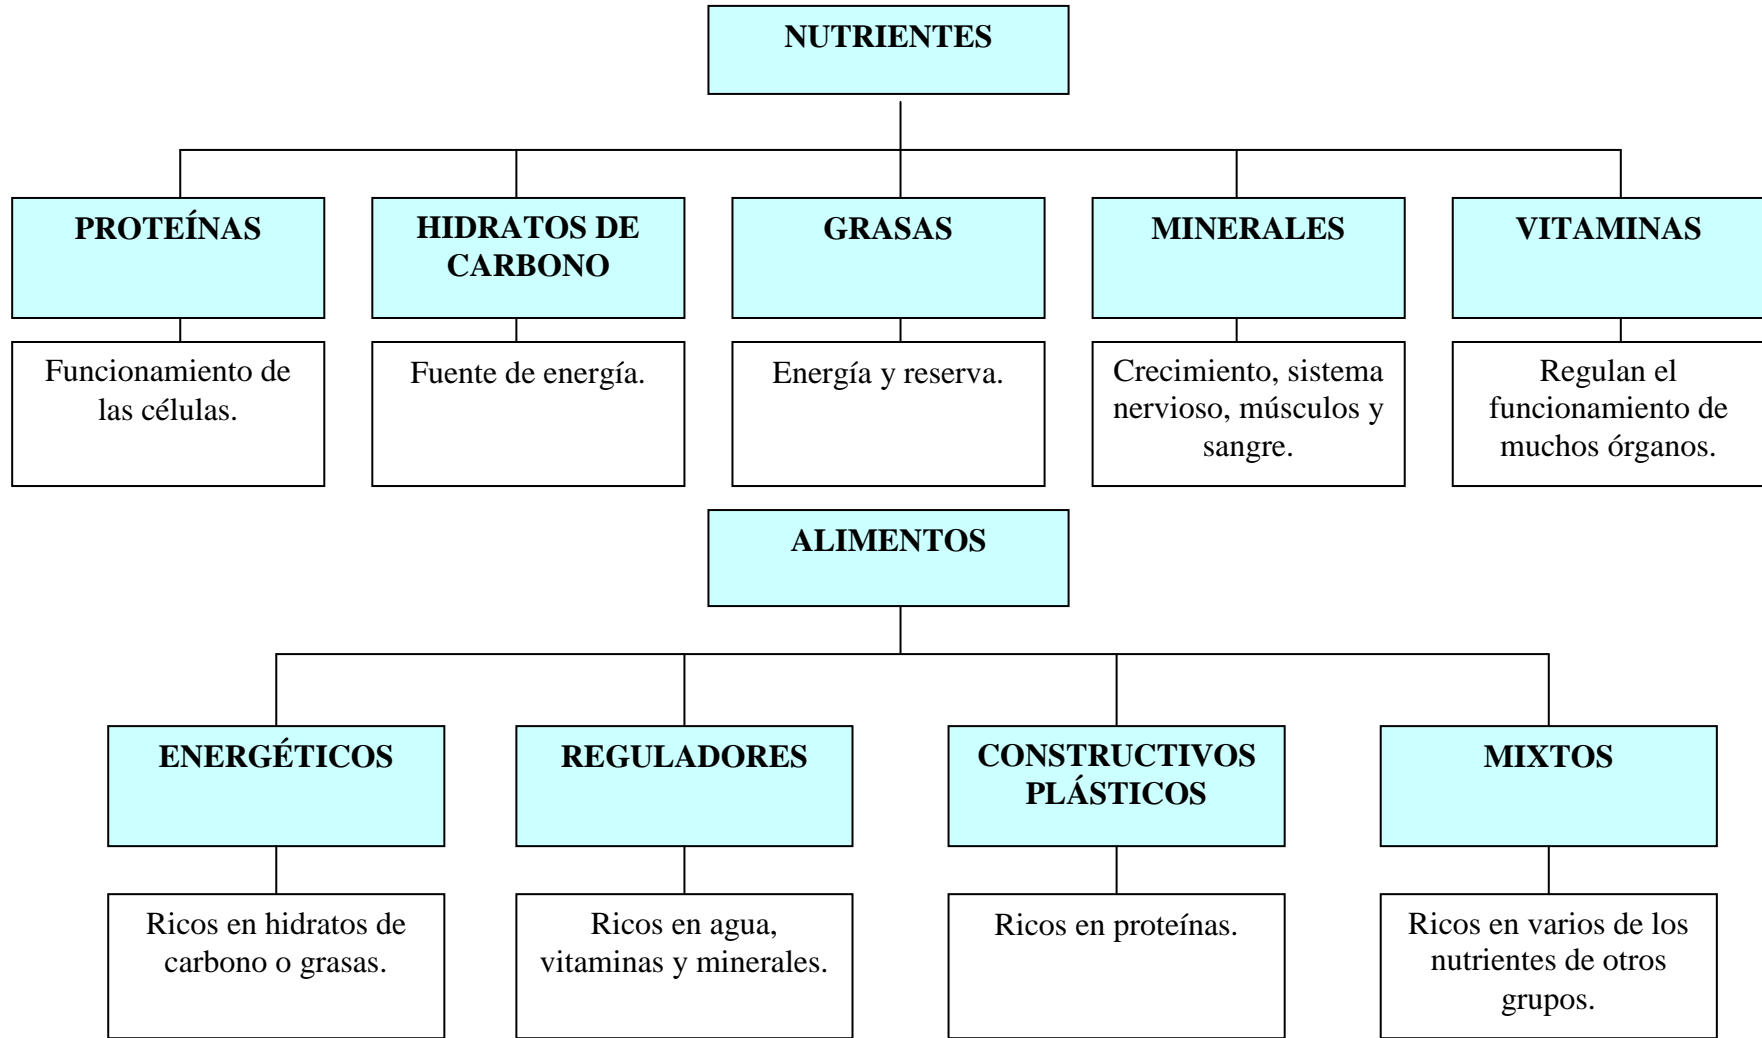 NUTRIENTES
PROTEÍNAS
HIDRATOS DE
CARBONO
GRASAS
MINERALES
VITAMINAS
Funcionamiento de
las células.
Fuente de energía.
Energía y reserva.
Crecimiento, sistema
nervioso, músculos y
sangre.
Regulan el
funcionamiento de
muchos órganos.
ALIMENTOS
ENERGÉTICOS
REGULADORES
CONSTRUCTIVOS
PLÁSTICOS
MIXTOS
Ricos en hidratos de
carbono o grasas.
Ricos en agua,
vitaminas y minerales.
Ricos en proteínas.
Ricos en varios de los
nutrientes de otros
grupos.